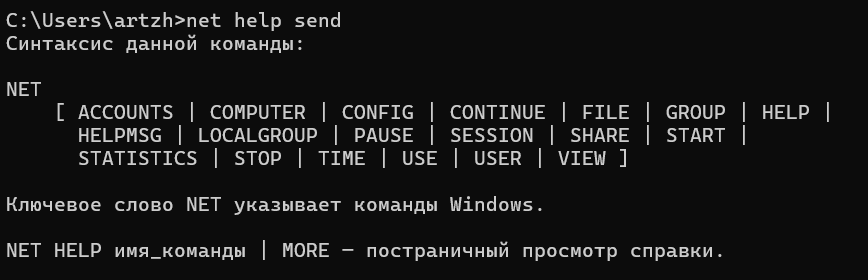 C:\Users\artzh>net help send
Синтаксис данной команды:
NET
[ ACCOUNTS | COMPUTER | CONFIG | CONTINUE | FILE | GROUP | HELP |
HELPMSG | LOCALGROUP | PAUSE | SESSION | SHARE | START |
STATISTICS | STOP | TIME | USE | USER | VIEW ]
Ключевое слово NET указывает команды Windows.
NET HELP имя_команды | MORE — постраничный просмотр справки.